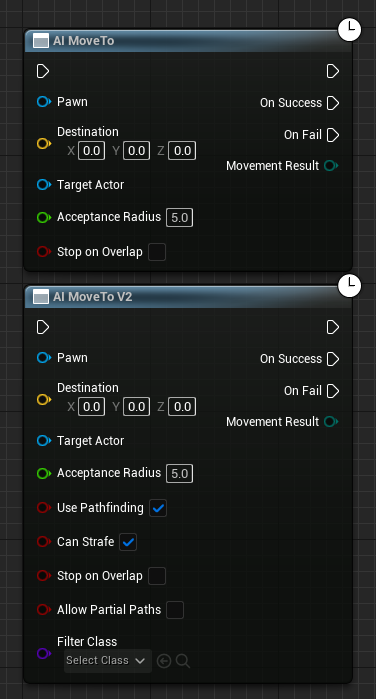 AI MoveTo
Pawn
On Success
Destination
X 0.0 Y 0.0 Z 0.0
On Fail
Movement Result
Target Actor
Acceptance Radius 5.0
Stop on Overlap
AI MoveTo V2
Pawn
On Success
Destination
X 0.0 Y 0.0 Z 0.0
On Fail
Movement Result
Target Actor
Acceptance Radius 5.0
Use Pathfinding
Can Strafe
Stop on Overlap
Allow Partial Paths
Filter Class
Select Class